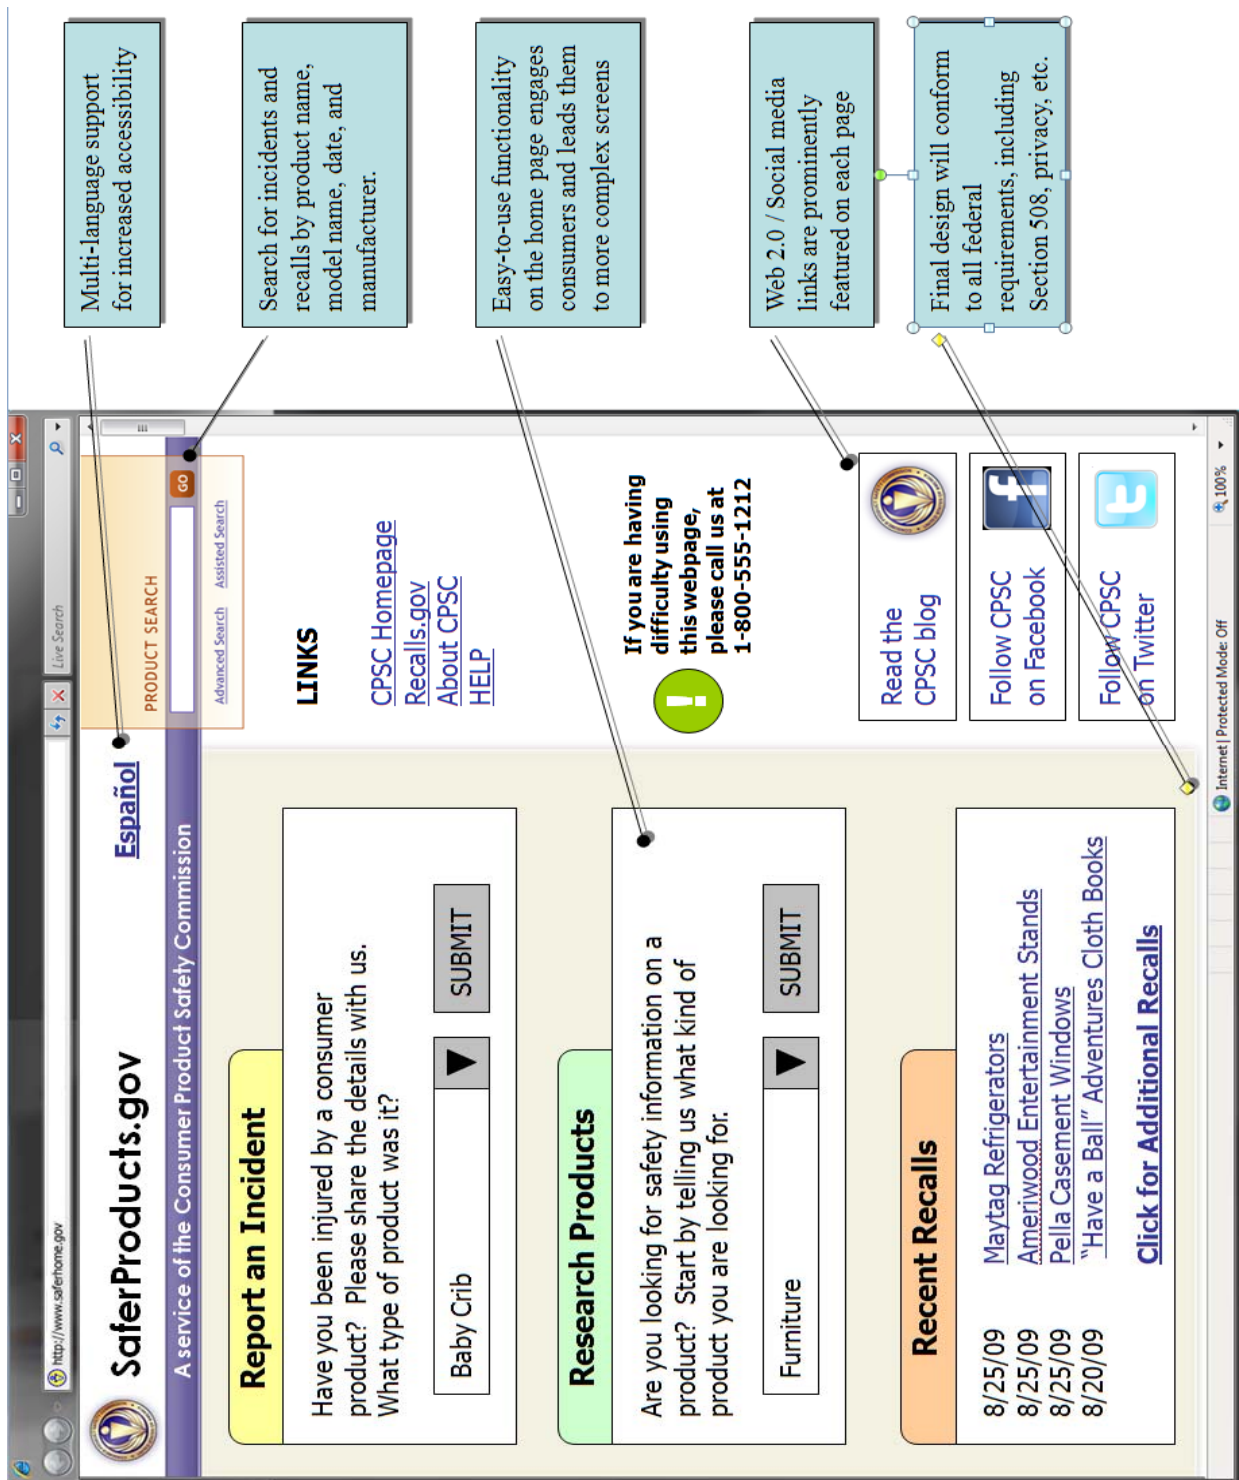 http://www.saferhome.gov
Live Search
SaferProducts.gov
Español
A service of the Consumer Product Safety Commission
PRODUCT SEARCH
GO
Advanced Search Assisted Search
Report an Incident
Have you been injured by a consumer
product? Please share the details with us.
What type of product was it?
Baby Crib
SUBMIT
Research Products
Are you looking for safety information on a
product? Start by telling us what kind of
product you are looking for.
Furniture
SUBMIT
Recent Recalls
8/25/09 Maytag Refrigerators
8/25/09 Ameriwood Entertainment Stands
8/25/09 Pella Casement Windows
8/20/09 “Have a Ball” Adventures Cloth Books
Click for Additional Recalls
LINKS
CPSC Homepage
Recalls.gov
About CPSC
HELP
!
If you are having
difficulty using
this webpage,
please call us at
1-800-555-1212
Read the
CPSC blog
Follow CPSC
on Facebook
f
Follow CPSC
on Twitter
t
Internet | Protected Mode: Off
100%
Multi-language support
for increased accessibility
Search for incidents and
recalls by product name,
model name, date, and
manufacturer.
Easy-to-use functionality
on the home page engages
consumers and leads them
to more complex screens
Web 2.0 / Social media
links are prominently
featured on each page
Final design will conform
to all federal
requirements, including
Section 508, privacy, etc.